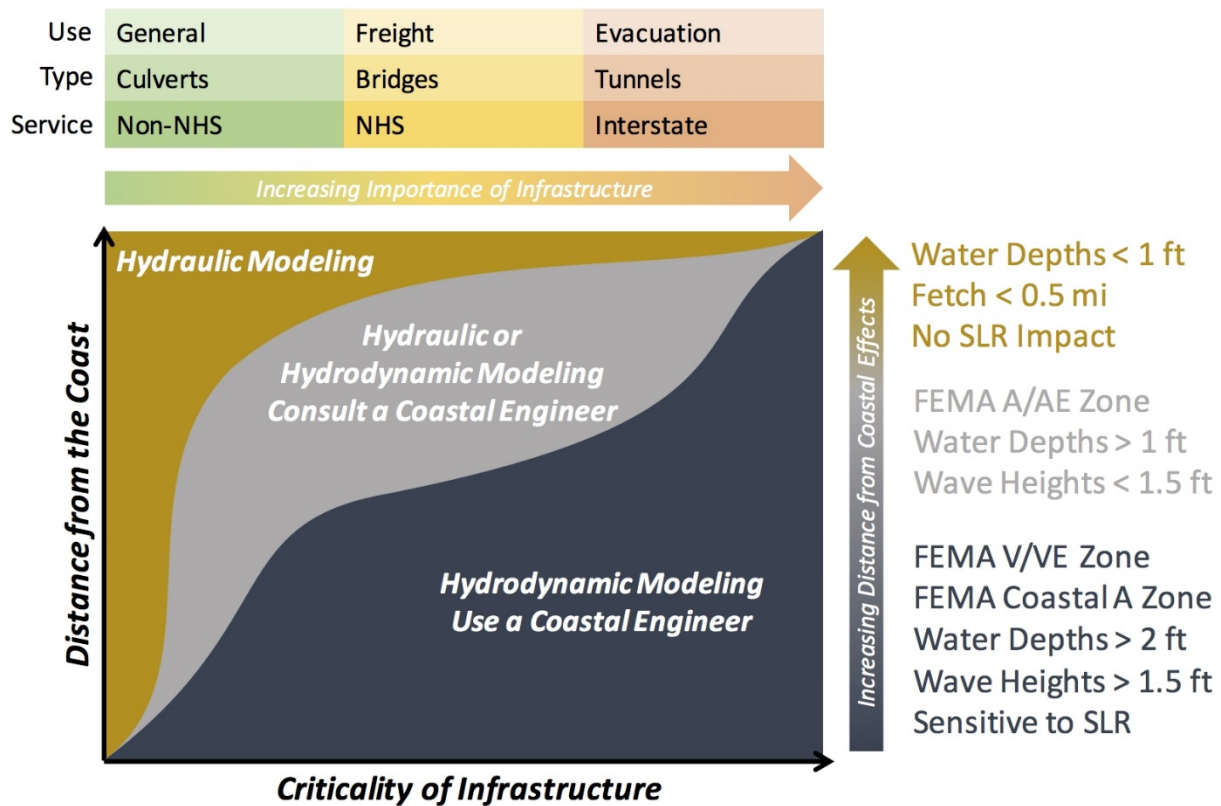 Use General Freight Evacuation
Type Culverts Bridges Tunnels
Service Non-NHS NHS Interstate
Increasing Importance of Infrastructure
Distance from the Coast
Hydraulic Modeling
Hydraulic or
Hydrodynamic Modeling
Consult a Coastal Engineer
Hydrodynamic Modeling
Use a Coastal Engineer
Criticality of Infrastructure
Increasing Distance from Coastal Effects
Water Depths < 1 ft
Fetch < 0.5 mi
No SLR Impact
FEMA A/AE Zone
Water Depths > 1 ft
Wave Heights < 1.5 ft
FEMA V/VE Zone
FEMA Coastal A Zone
Water Depths > 2 ft
Wave Heights > 1.5 ft
Sensitive to SLR